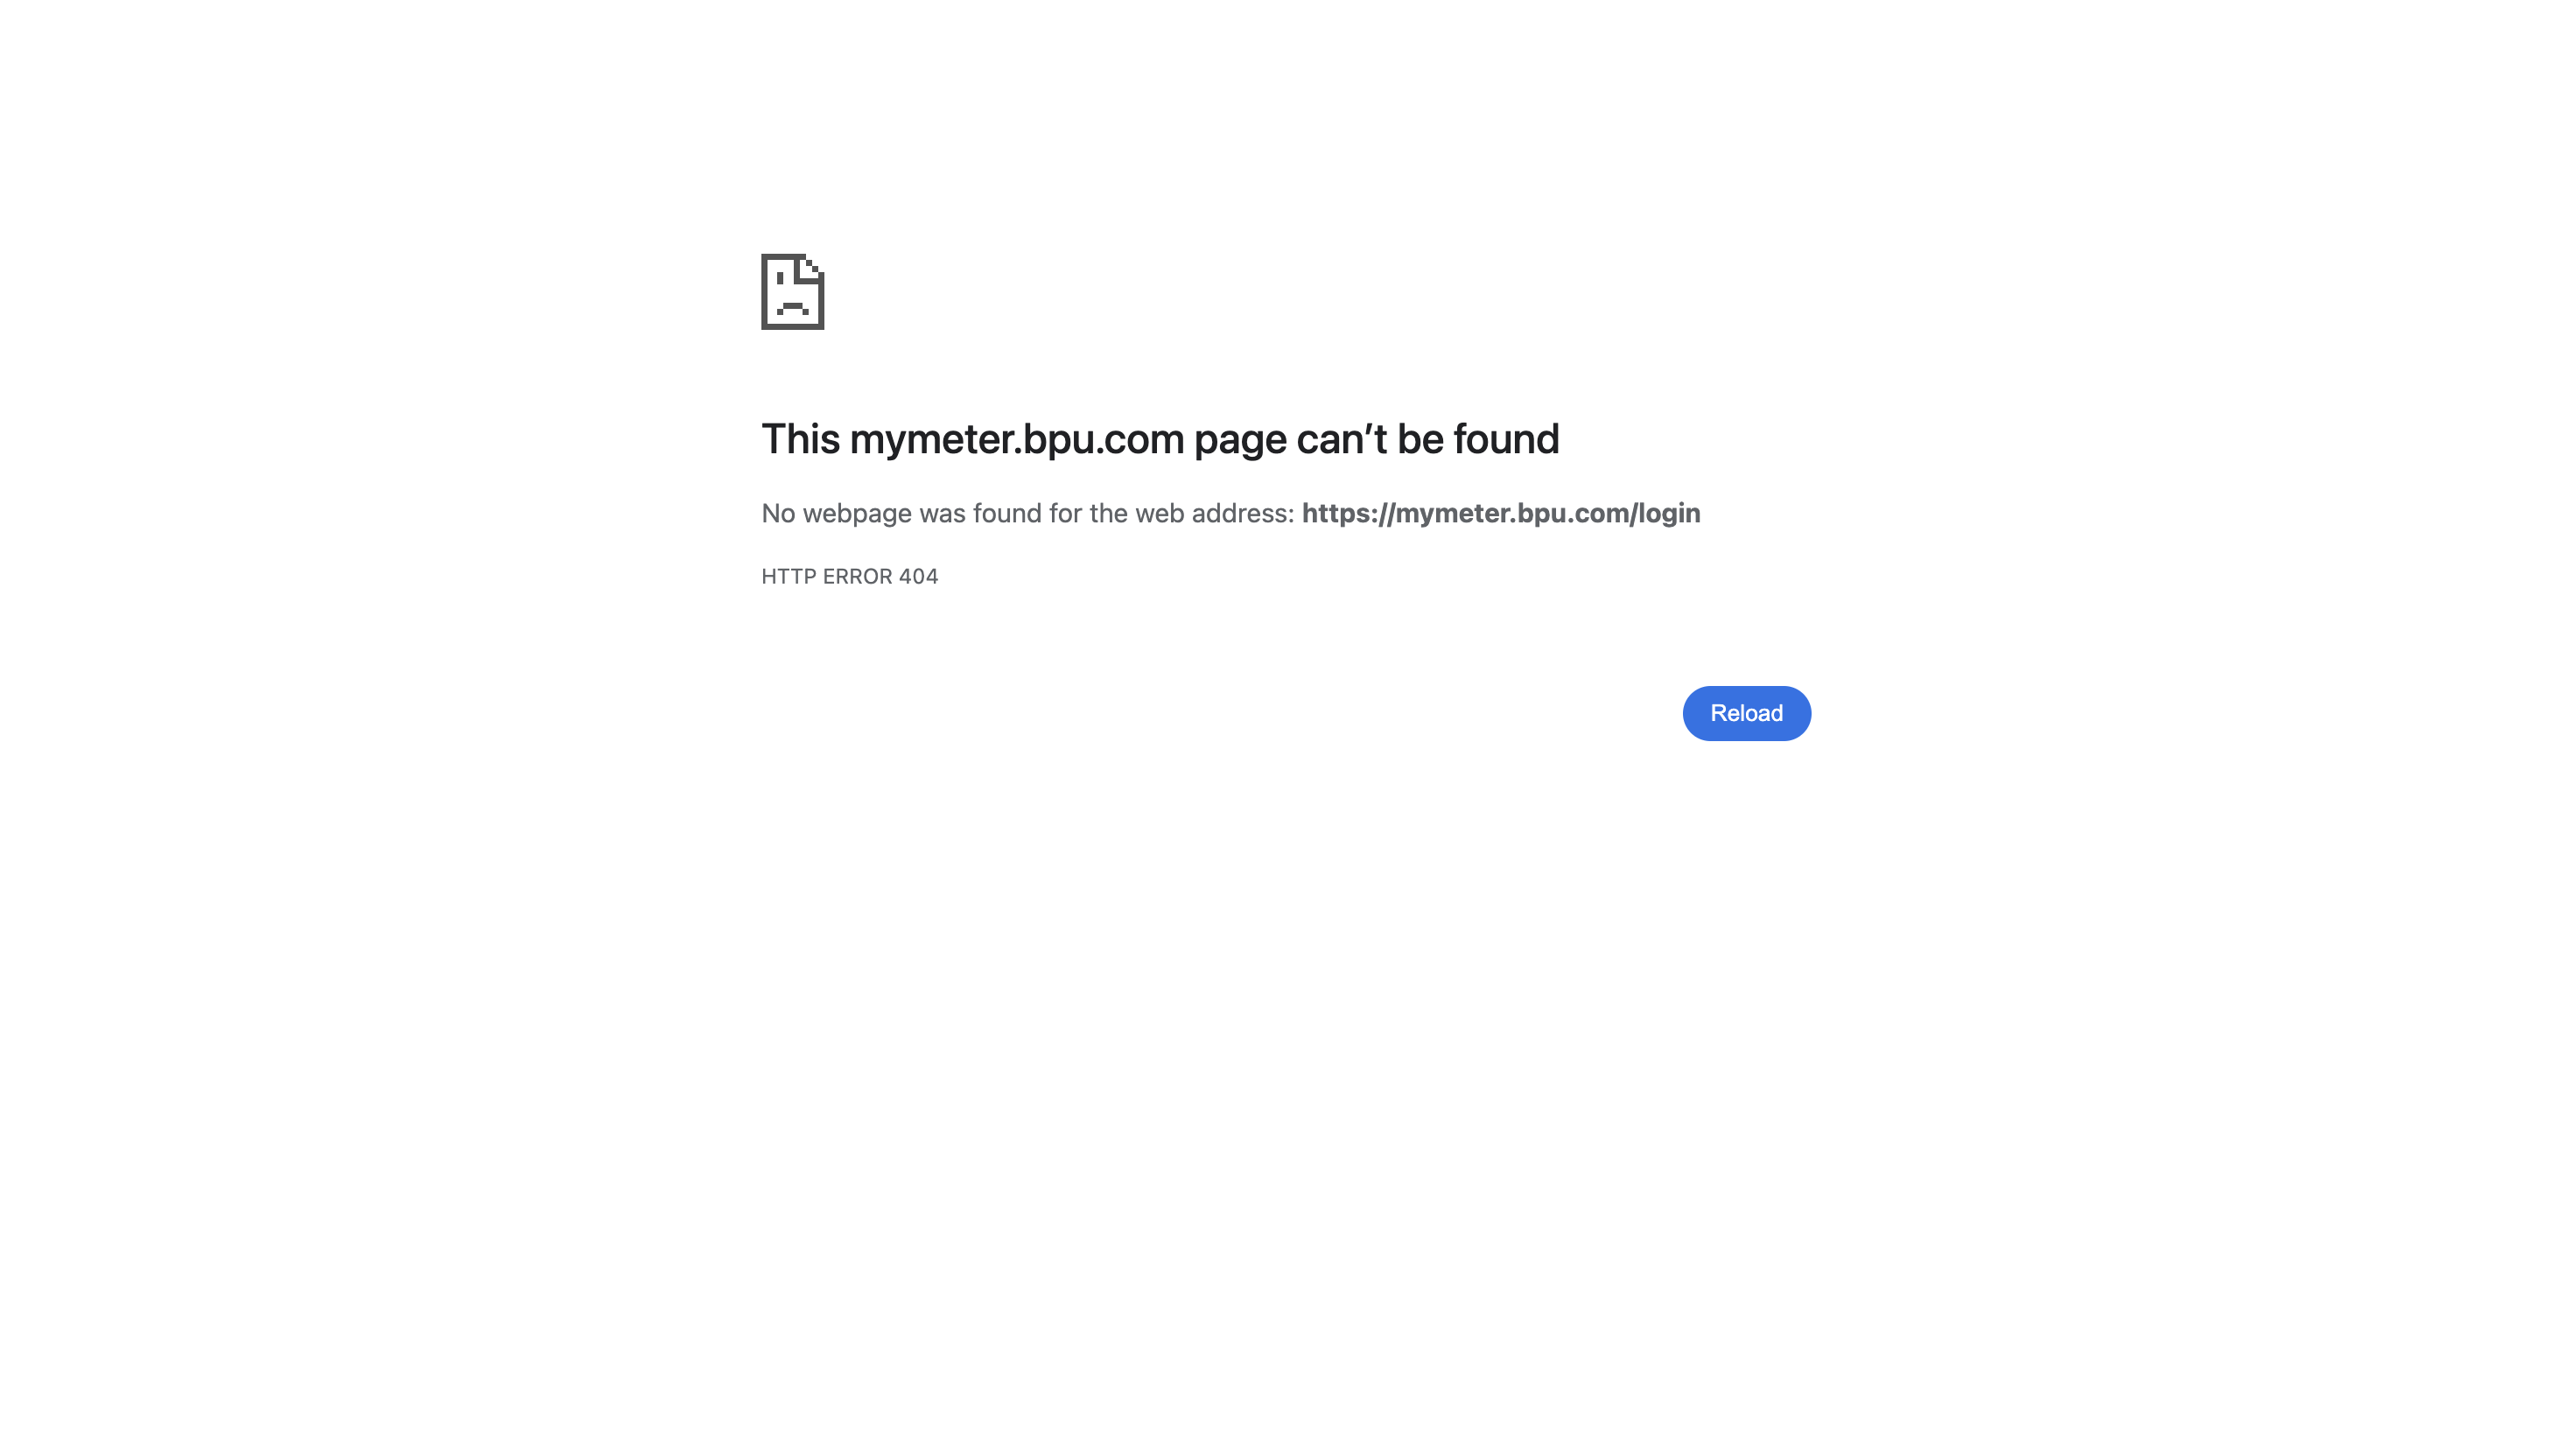 This mymeter.bpu.com page can’t be found
No webpage was found for the web address: https://mymeter.bpu.com/login
HTTP ERROR 404
Reload